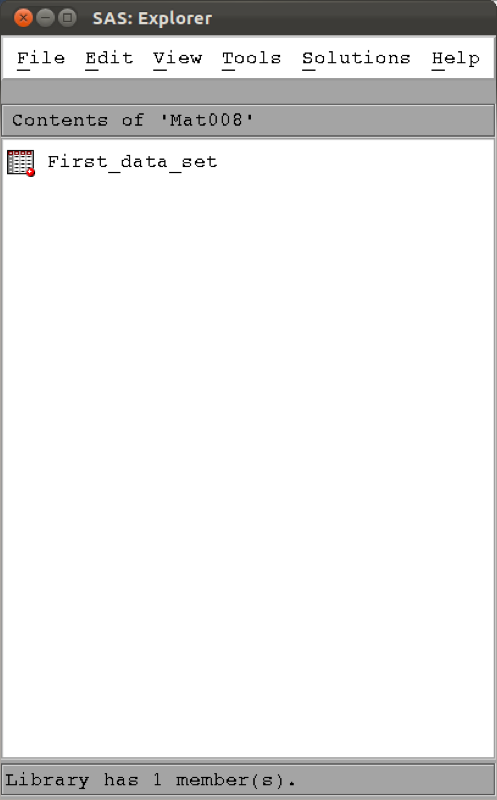 SAS: Explorer
File Edit View Tools Solutions Help
Contents of 'Mat008'
First_data_set
Library has 1 member(s).